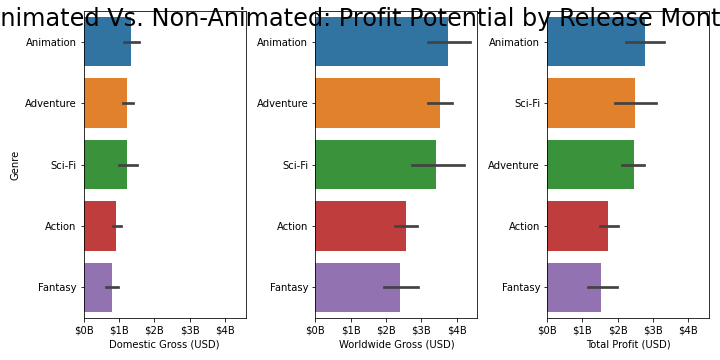 nimated Vs. Non-Animated: Profit Potential by Release Mont
Genre
Animation
Adventure
Sci-Fi
Action
Fantasy
$0B $1B $2B $3B $4B
Domestic Gross (USD)
Animation
Adventure
Sci-Fi
Action
Fantasy
$0B $1B $2B $3B $4B
Worldwide Gross (USD)
Animation
Sci-Fi
Adventure
Action
Fantasy
$0B $1B $2B $3B $4B
Total Profit (USD)